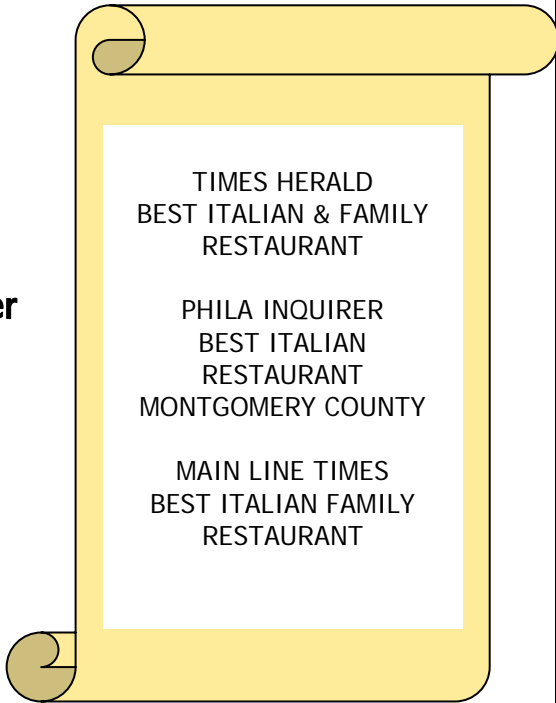 TIMES HERALD
BEST ITALIAN & FAMILY
RESTAURANT
PHILA INQUIRER
BEST ITALIAN
RESTAURANT
MONTGOMERY COUNTY
MAIN LINE TIMES
BEST ITALIAN FAMILY
RESTAURANT